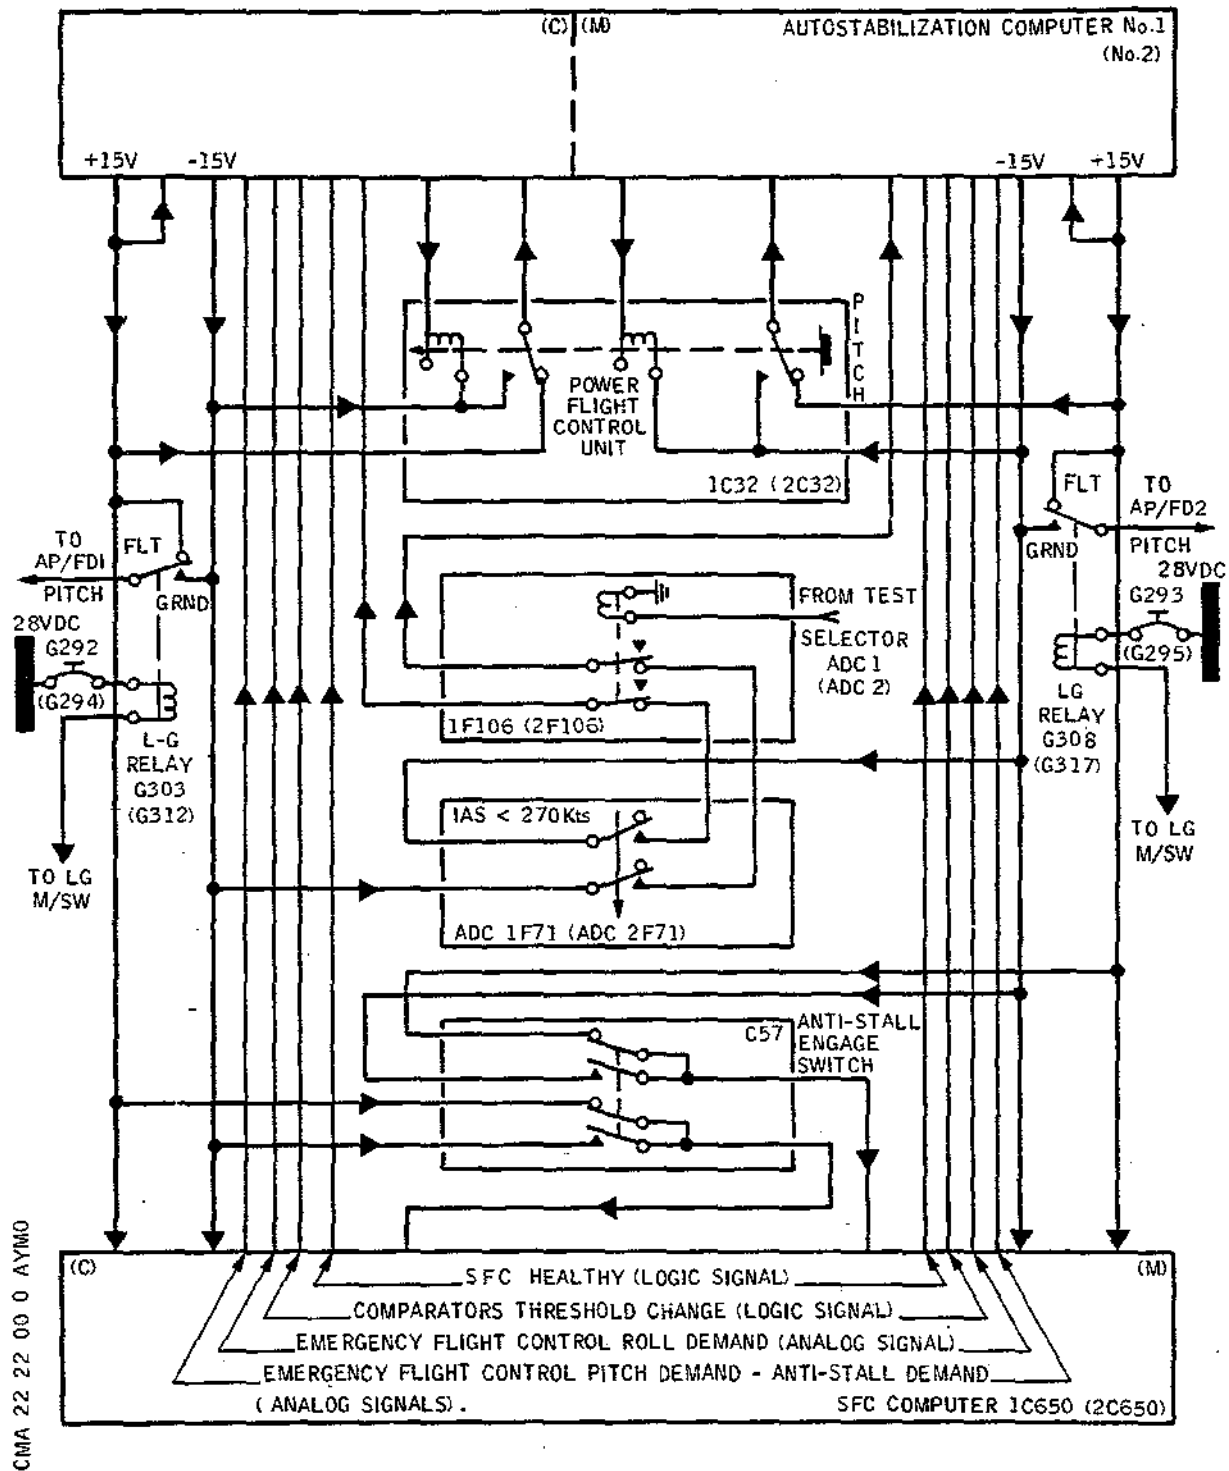 (C) (M) AUTOSTABILIZATION COMPUTER No.1
(No.2)
+15V -15V -15V +15V
PITCH
POWER
FLIGHT
CONTROL
UNIT
1C32 (2C32)
TO
AP/FD1
PITCH
FLT
GRND
28VDC
G292
(G294)
L-G
RELAY
G303
(G312)
TO LG
M/SW
FLT
TO
AP/FD2
PITCH
GRND
28VDC
G293
(G295)
LG
RELAY
G308
(G317)
TO LG
M/SW
FROM TEST
SELECTOR
ADC 1
(ADC 2)
1F106 (2F106)
IAS < 270Kts
ADC 1F71 (ADC 2F71)
C57
ANTI-STALL
ENGAGE
SWITCH
(C) (M)
SFC HEALTHY (LOGIC SIGNAL)
COMPARATORS THRESHOLD CHANGE (LOGIC SIGNAL)
EMERGENCY FLIGHT CONTROL ROLL DEMAND (ANALOG SIGNAL)
EMERGENCY FLIGHT CONTROL PITCH DEMAND - ANTI-STALL DEMAND
(ANALOG SIGNALS).
SFC COMPUTER 1C650 (2C650)
CMA 22 22 00 0 AYM0